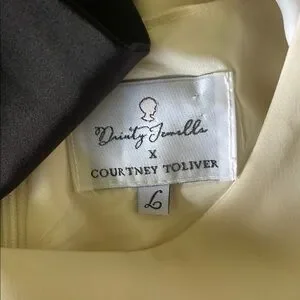 Dainty Jewells
X
COURTNEY TOLIVER
L